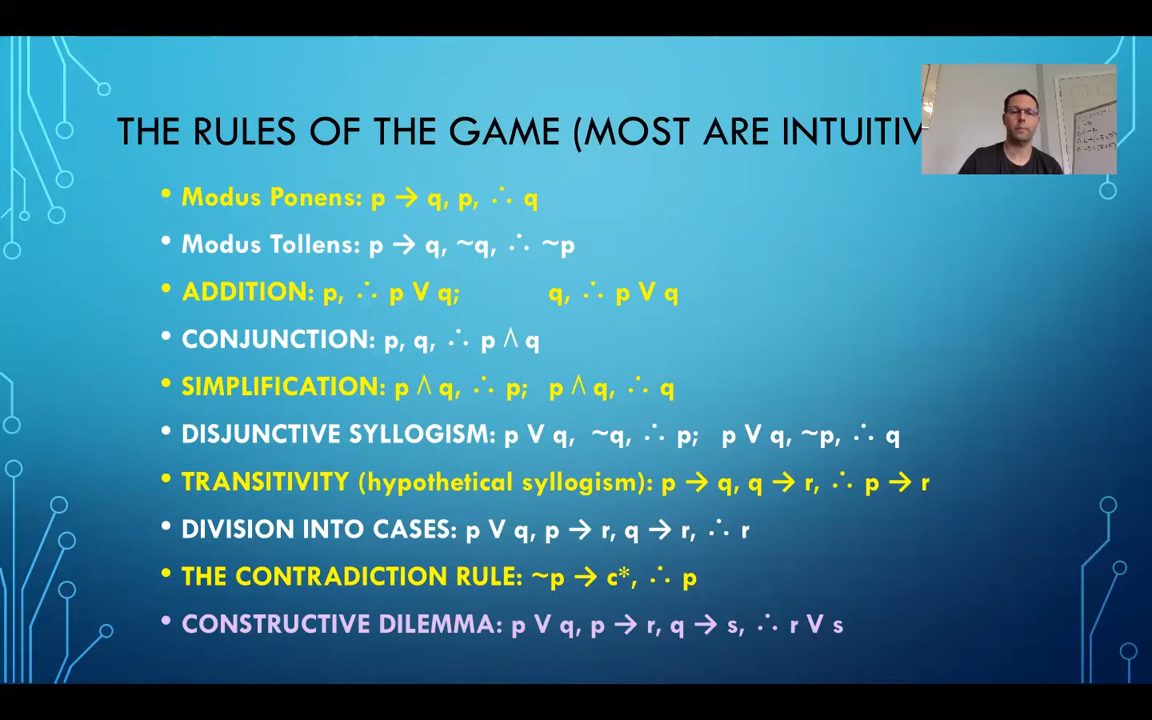 THE RULES OF THE GAME (MOST ARE INTUITIV
• Modus Ponens: p → q, p, ∴ q
• Modus Tollens: p → q, ~q, ∴ ~p
• ADDITION: p, ∴ p V q; q, ∴ p V q
• CONJUNCTION: p, q, ∴ p Λ q
• SIMPLIFICATION: p Λ q, ∴ p; p Λ q, ∴ q
• DISJUNCTIVE SYLLOGISM: p V q, ~q, ∴ p; p V q, ~p, ∴ q
• TRANSITIVITY (hypothetical syllogism): p → q, q → r, ∴ p → r
• DIVISION INTO CASES: p V q, p → r, q → r, ∴ r
• THE CONTRADICTION RULE: ~p → c*, ∴ p
• CONSTRUCTIVE DILEMMA: p V q, p → r, q → s, ∴ r V s